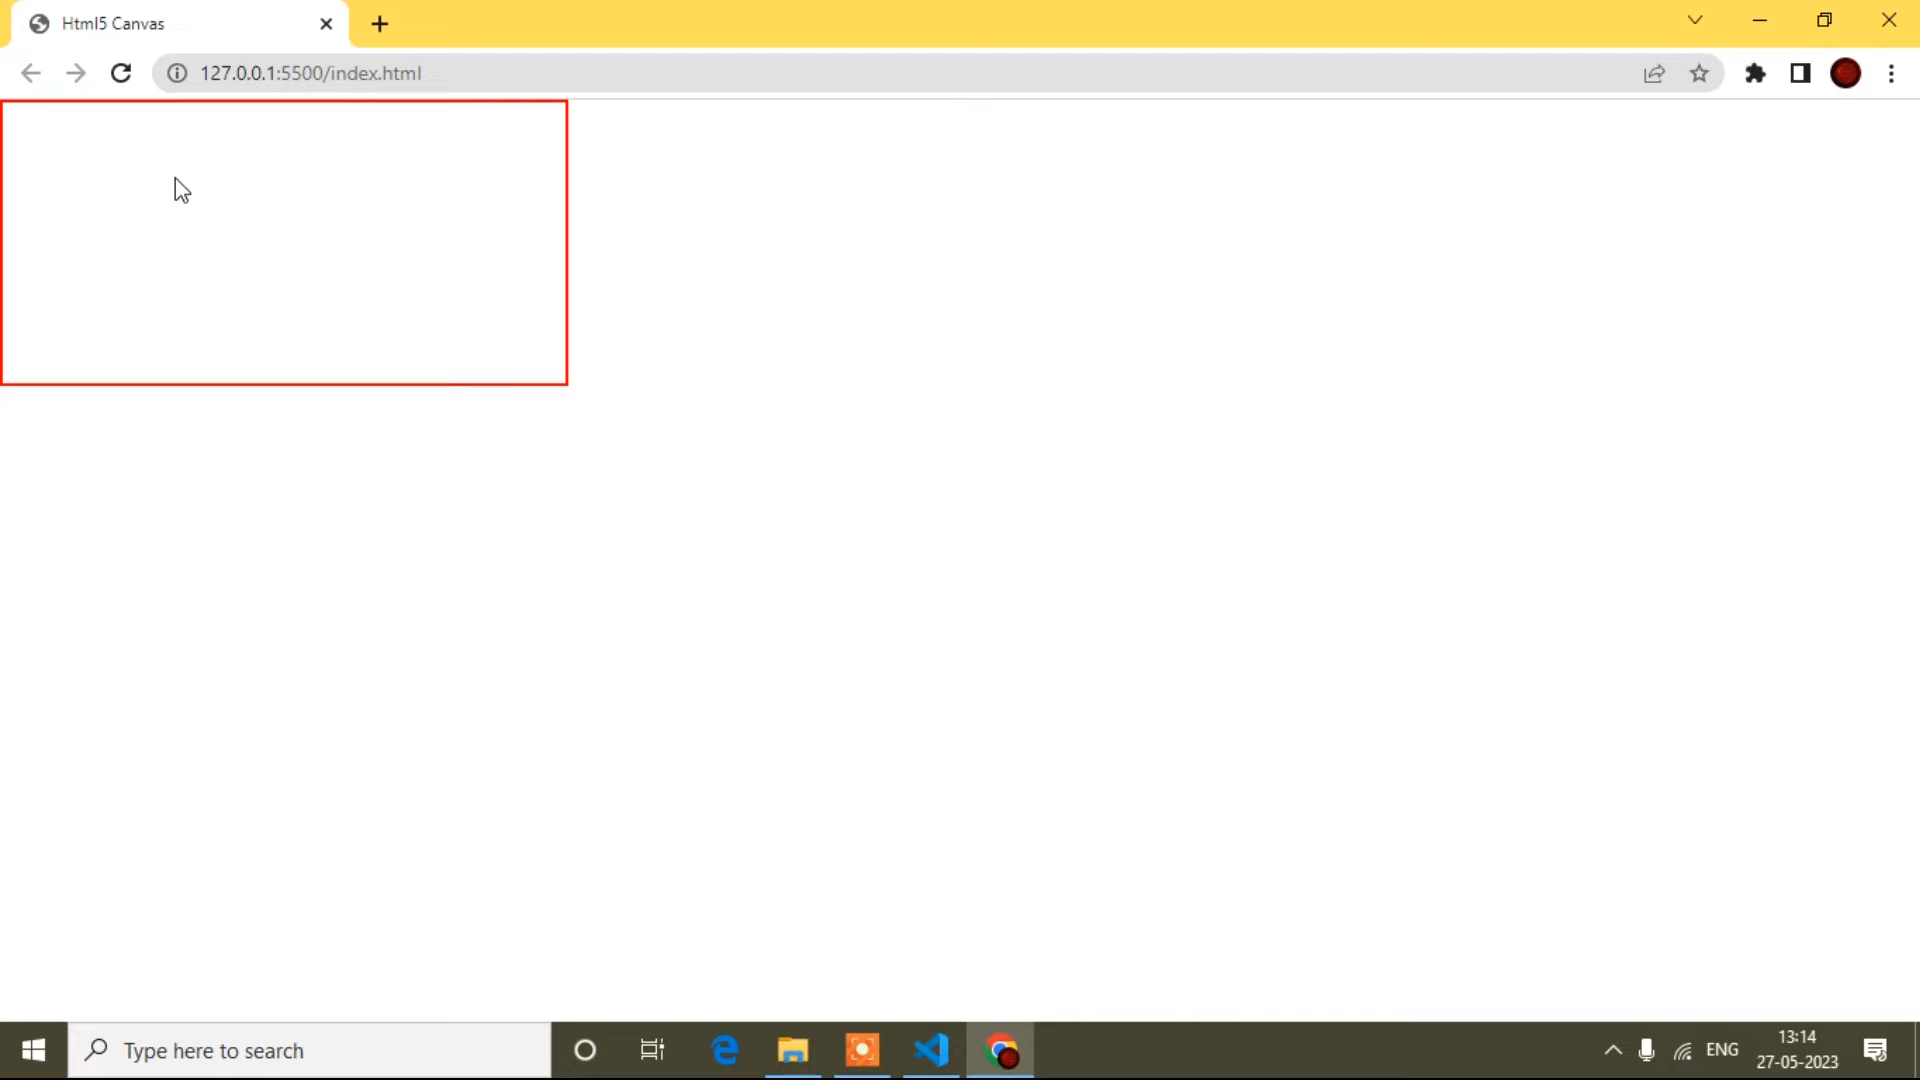 Html5 Canvas
127.0.0.1:5500/index.html
Type here to search
ENG
13:14
27-05-2023